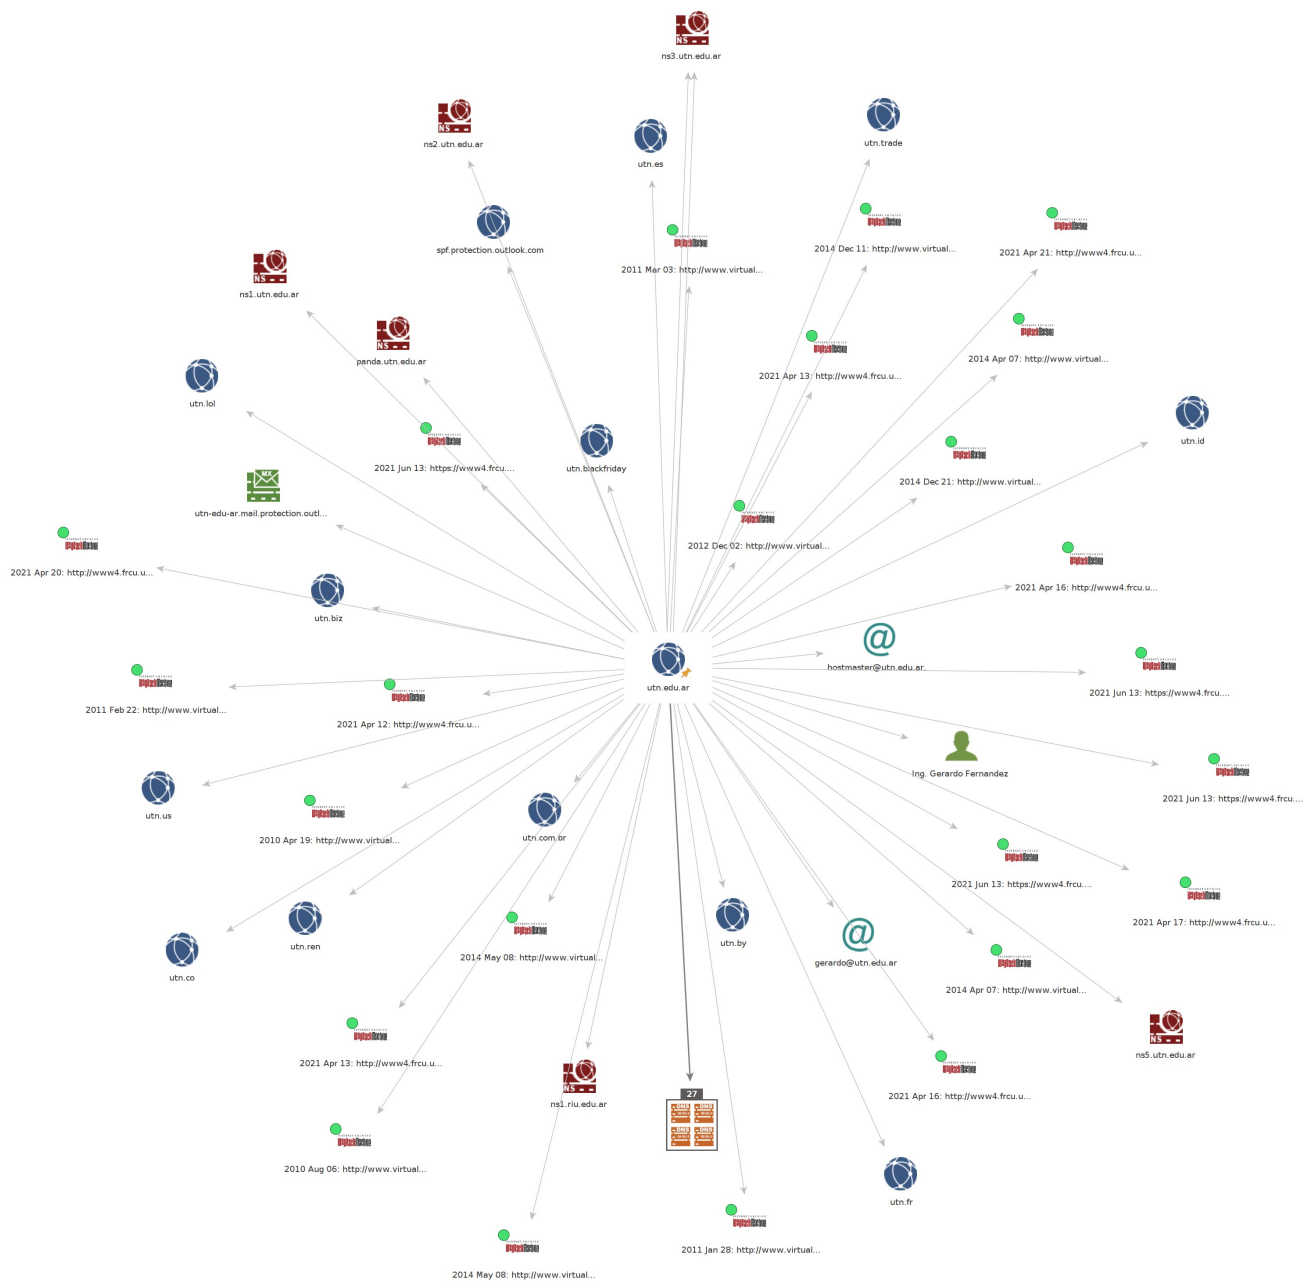 ns3.utn.edu.ar
NS
ns2.utn.edu.ar
NS
utn.es
utn.trade
spf.protection.outlook.com
2011 Mar 03: http://www.virtual...
2014 Dec 11: http://www.virtual...
2021 Apr 21: http://www4.frcu.u...
ns1.utn.edu.ar
NS
panda.utn.edu.ar
NS
2014 Apr 07: http://www.virtual...
2021 Apr 13: http://www4.frcu.u...
utn.lol
utn.id
2021 Jun 13: https://www4.frcu....
utn.blackfriday
2014 Dec 21: http://www.virtual...
MX
utn-edu-ar.mail.protection.outl...
2012 Dec 02: http://www.virtual...
2021 Apr 20: http://www4.frcu.u...
2021 Apr 16: http://www4.frcu.u...
utn.biz
@
hostmaster@utn.edu.ar
utn.edu.ar
2021 Jun 13: https://www4.frcu....
2011 Feb 22: http://www.virtual...
2021 Apr 12: http://www4.frcu.u...
Ing. Gerardo Fernandez
2021 Jun 13: https://www4.frcu....
utn.us
2010 Apr 19: http://www.virtual...
utn.com.br
2021 Jun 13: https://www4.frcu....
2021 Apr 17: http://www4.frcu.u...
utn.ren
utn.by
@
gerardo@utn.edu.ar
2014 May 08: http://www.virtual...
utn.co
2014 Apr 07: http://www.virtual...
NS
ns5.utn.edu.ar
2021 Apr 13: http://www4.frcu.u...
NS
ns1.riu.edu.ar
27
DNS
DNS
DNS
DNS
2021 Apr 16: http://www4.frcu.u...
2010 Aug 06: http://www.virtual...
utn.fr
2011 Jan 28: http://www.virtual...
2014 May 08: http://www.virtual...